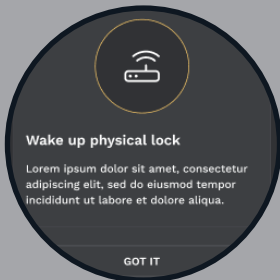 Wake up physical lock
Lorem ipsum dolor sit amet, consectetur
adipiscing elit, sed do eiusmod tempor
incididunt ut labore et dolore aliqua.
GOT IT